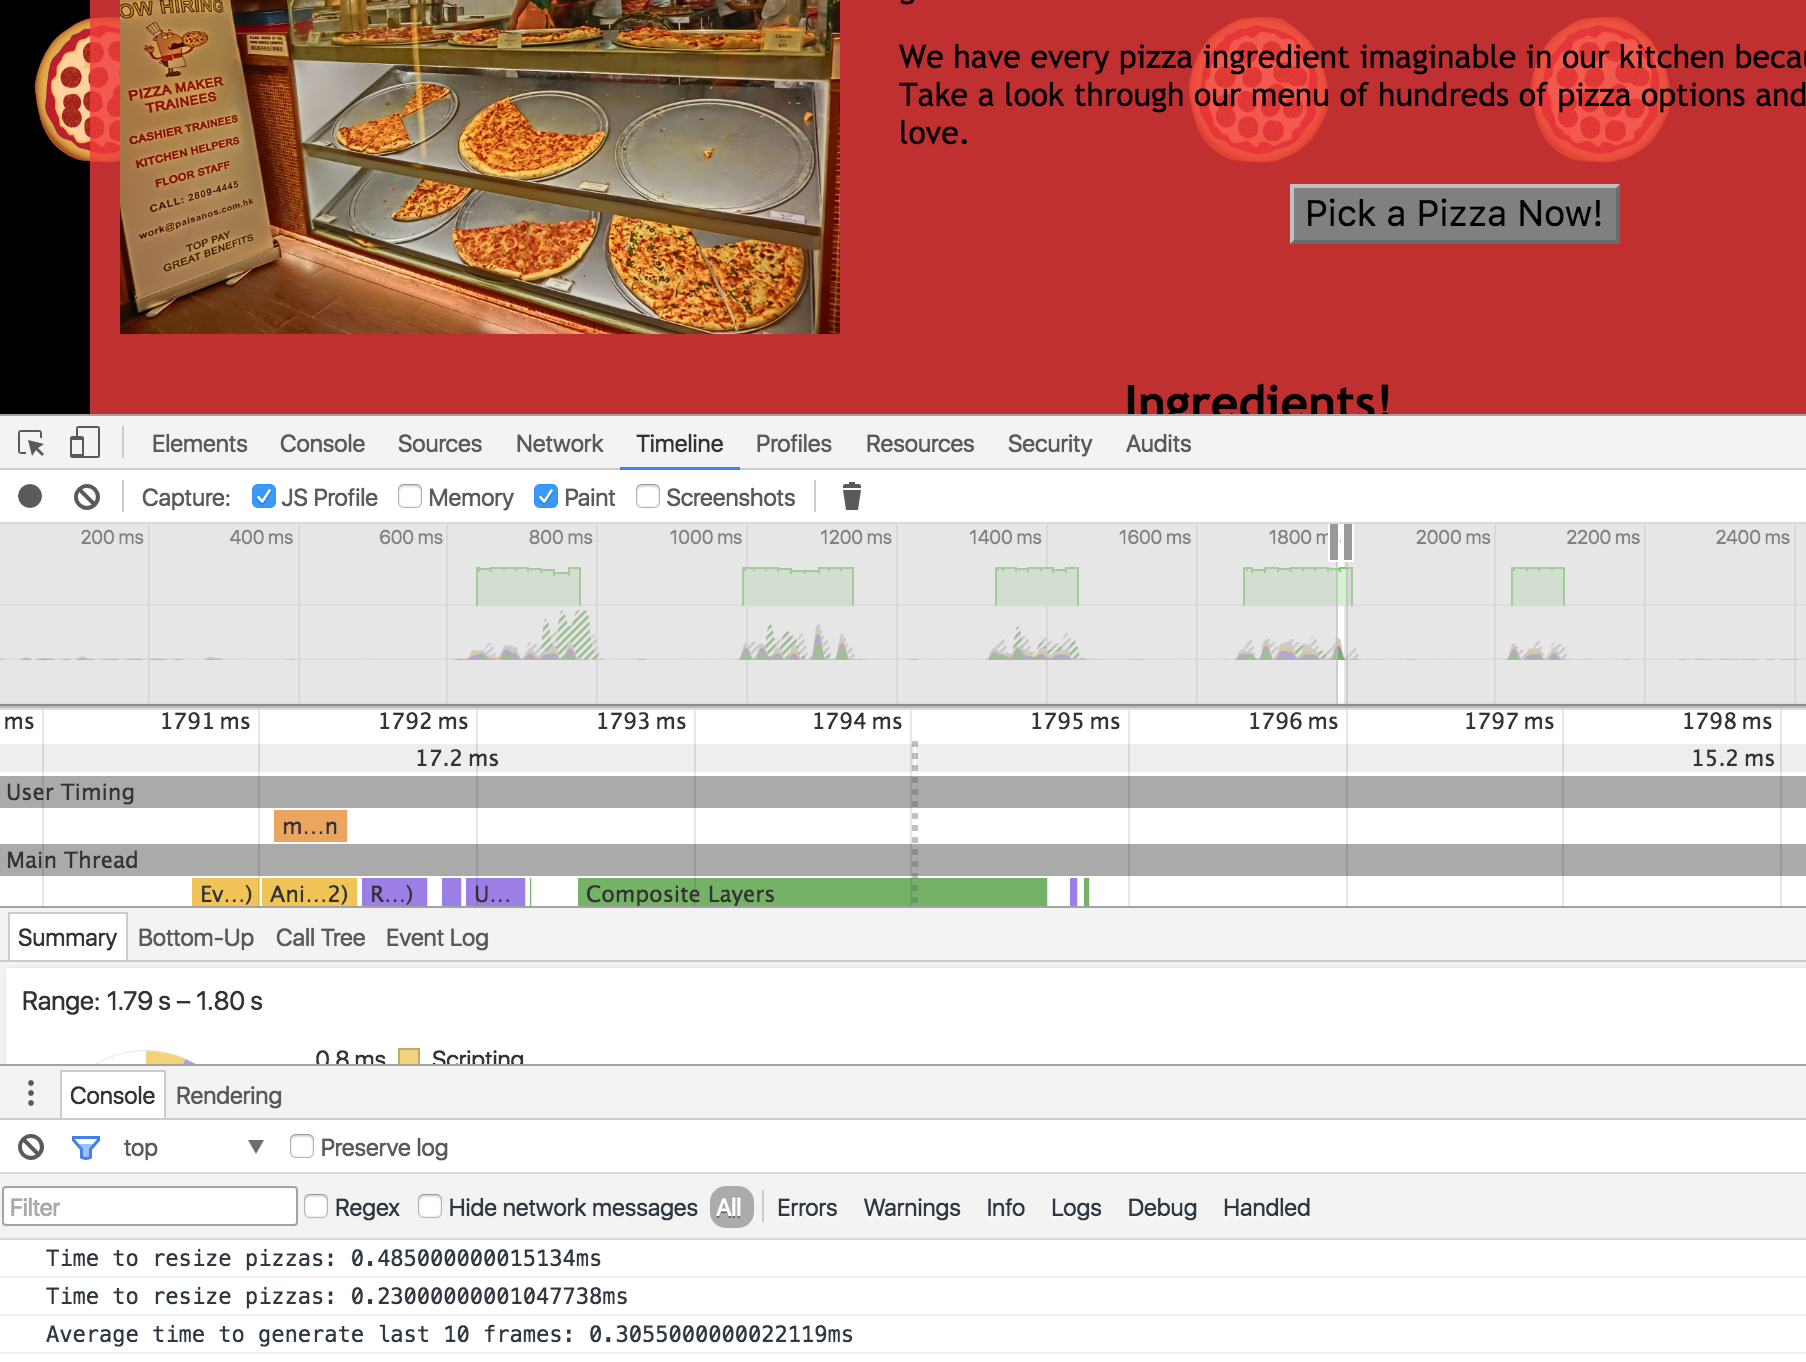 NOW HIRING
PIZZA MAKER
TRAINEES
CASHIER TRAINEES
KITCHEN HELPERS
FLOOR STAFF
CALL: 2809-4445
work@paisanos.com.hk
TOP PAY
GREAT BENEFITS
We have every pizza ingredient imaginable in our kitchen
Take a look through our menu of hundreds of pizza options and
love.
Pick a Pizza Now!
Ingredients!
Elements Console Sources Network Timeline Profiles Resources Security Audits
Capture: JS Profile Memory Paint Screenshots
200 ms 400 ms 600 ms 800 ms 1000 ms 1200 ms 1400 ms 1600 ms 1800 m 2000 ms 2200 ms 2400 ms
ms 1791 ms 1792 ms 1793 ms 1794 ms 1795 ms 1796 ms 1797 ms 1798 ms
17.2 ms 15.2 ms
User Timing
m...n
Main Thread
Ev...) Ani...2) R...) U... Composite Layers
Summary Bottom-Up Call Tree Event Log
Range: 1.79 s – 1.80 s
0.8 ms Scripting
Console Rendering
top ▼ Preserve log
Filter Regex Hide network messages All Errors Warnings Info Logs Debug Handled
Time to resize pizzas: 0.485000000015134ms
Time to resize pizzas: 0.23000000001047738ms
Average time to generate last 10 frames: 0.3055000000022119ms